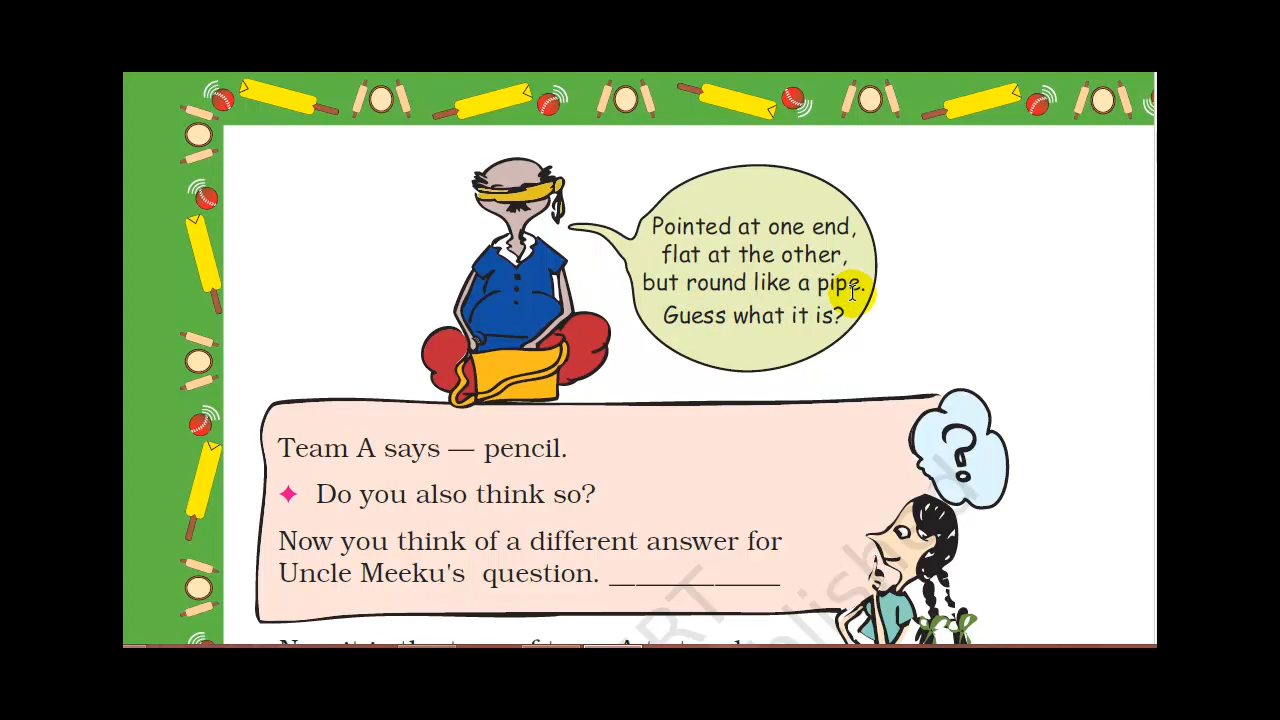 Pointed at one end,
flat at the other,
but round like a pipe.
Guess what it is?
Team A says — pencil.
✦ Do you also think so?
Now you think of a different answer for
Uncle Meeku's question. ____________